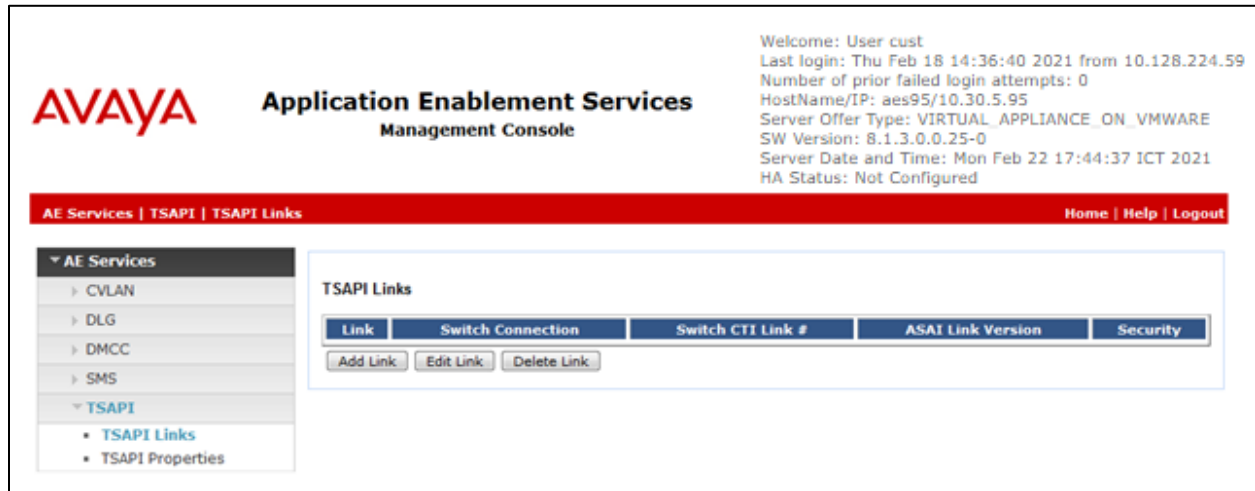 AVAYA
Application Enablement Services
Management Console
Welcome: User cust
Last login: Thu Feb 18 14:36:40 2021 from 10.128.224.59
Number of prior failed login attempts: 0
HostName/IP: aes95/10.30.5.95
Server Offer Type: VIRTUAL_APPLIANCE_ON_VMWARE
SW Version: 8.1.3.0.0.25-0
Server Date and Time: Mon Feb 22 17:44:37 ICT 2021
HA Status: Not Configured
AE Services | TSAPI | TSAPI Links
Home | Help | Logout
AE Services
CVLAN
DLG
DMCC
SMS
TSAPI
TSAPI Links
TSAPI Properties
TSAPI Links
Link Switch Connection Switch CTI Link # ASAI Link Version Security
Add Link Edit Link Delete Link